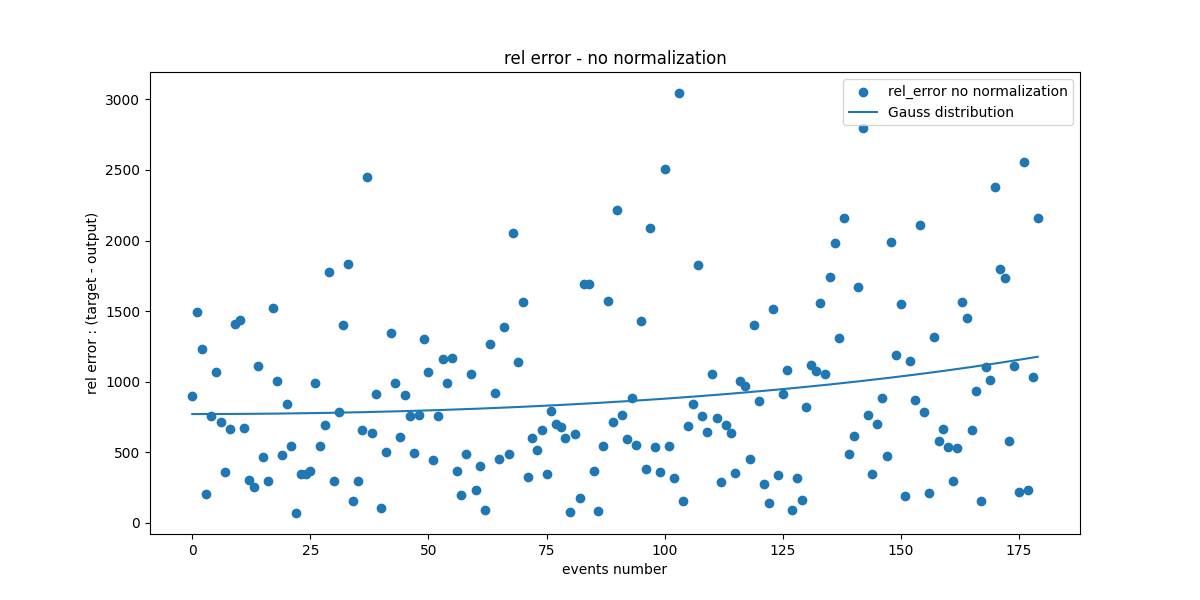 rel error - no normalization
rel_error no normalization
Gauss distribution
rel error : (target - output)
3000
2500
2000
1500
1000
500
0
0 25 50 75 100 125 150 175
events number